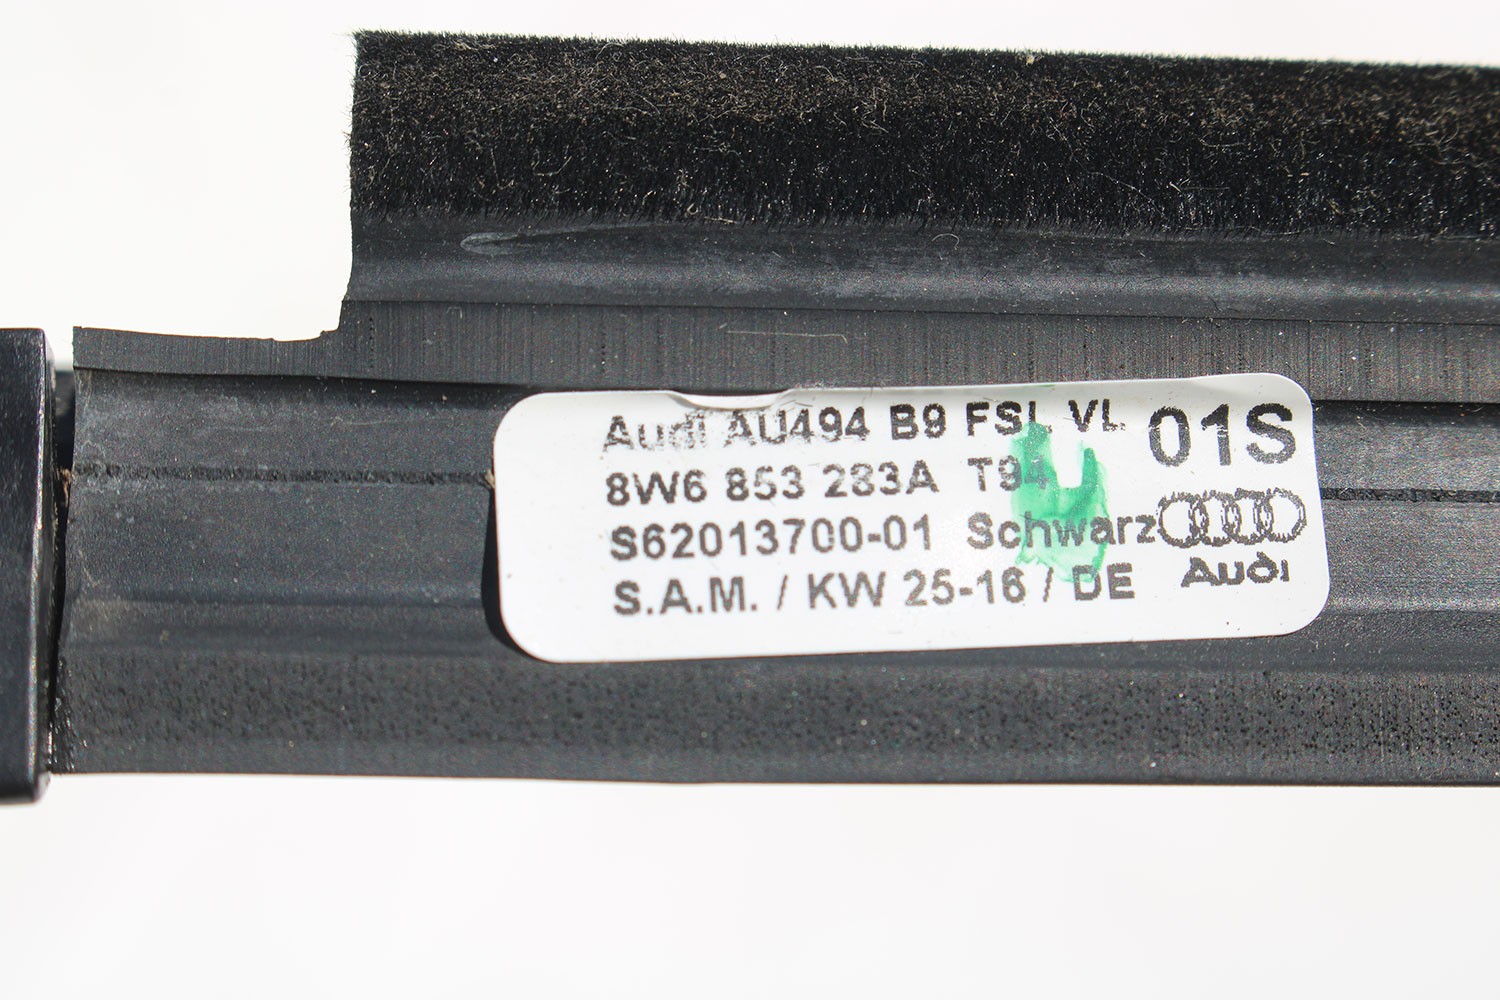 Audi AU494 B9 FSL VL 01S
8W6 853 283A T94
S62013700-01 Schwarz
S.A.M. / KW 25-16 / DE
Audi